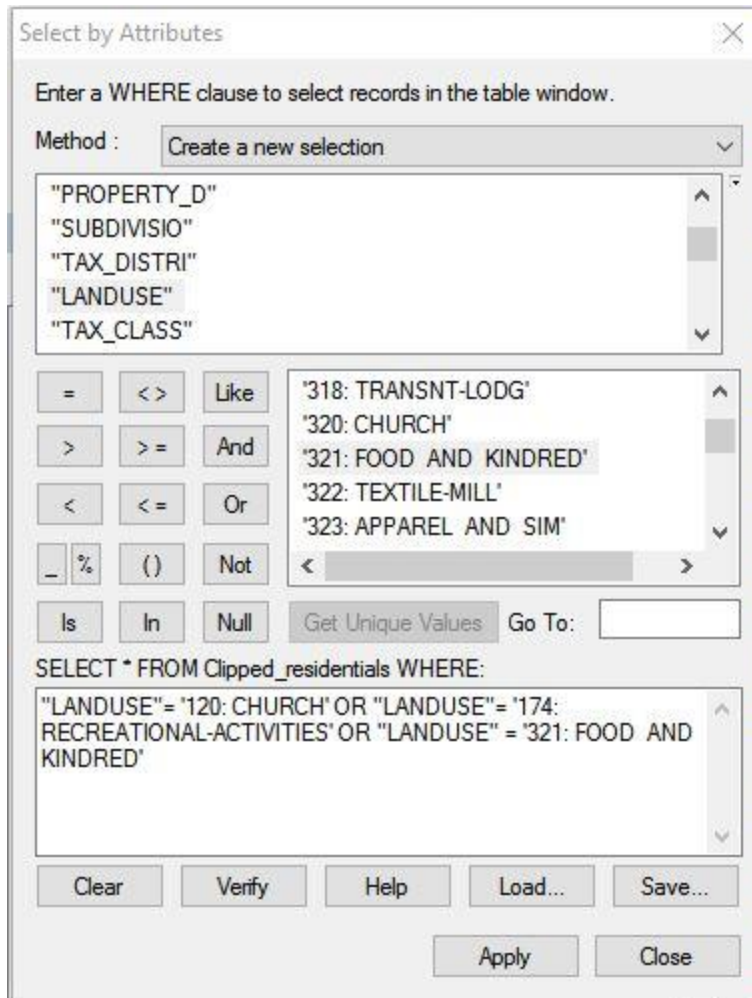 Select by Attributes
Enter a WHERE clause to select records in the table window.
Method :
Create a new selection
"PROPERTY_D"
"SUBDIVISIO"
"TAX_DISTRI"
"LANDUSE"
"TAX_CLASS"
= < > Like
> > = And
< < = Or
_ % ( ) Not
Is In Null
'318: TRANSNT-LODG'
'320: CHURCH'
'321: FOOD  AND  KINDRED'
'322: TEXTILE-MILL'
'323: APPAREL  AND  SIM'
Get Unique Values Go To:
SELECT * FROM Clipped_residentials WHERE:
"LANDUSE"= '120: CHURCH' OR "LANDUSE"= '174:
RECREATIONAL-ACTIVITIES' OR "LANDUSE" = '321: FOOD  AND
KINDRED'
Clear Verify Help Load... Save...
Apply Close